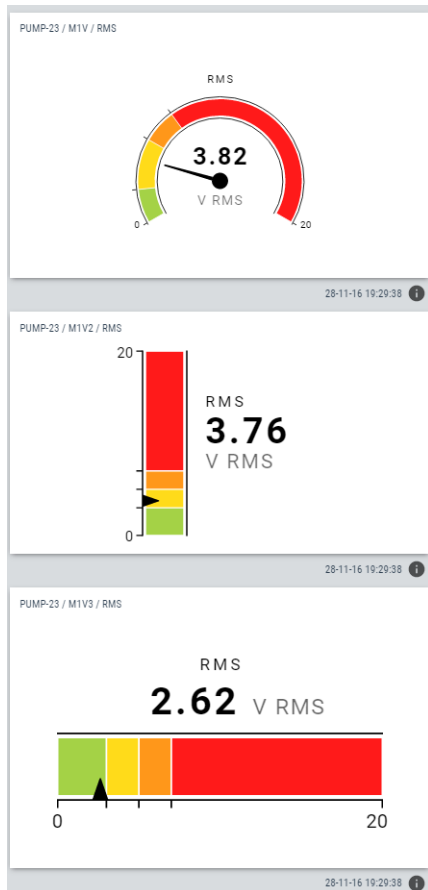 PUMP-23 / M1V / RMS
RMS
3.82
V RMS
0
20
28-11-16 19:29:38 i
PUMP-23 / M1V2 / RMS
20
RMS
3.76
V RMS
0
28-11-16 19:29:38 i
PUMP-23 / M1V3 / RMS
RMS
2.62 V RMS
0 20
28-11-16 19:29:38 i